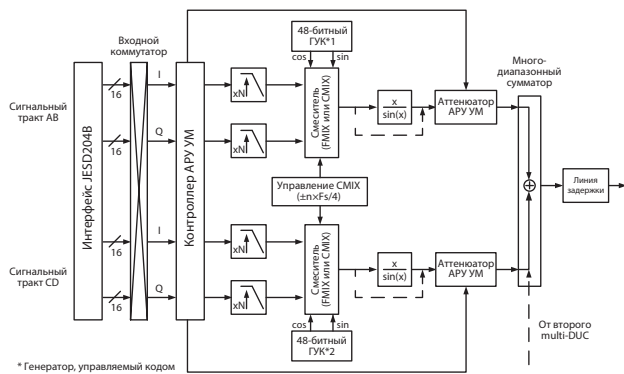 48-битный
ГУК*1
cos
sin
Входной
коммутатор
Много-
диапазонный
сумматор
Интерфейс JESD204B
16
I
Контроллер АРУ УМ
xN
Смеситель
(FMIX или CMIX)
x
sin(x)
Аттенюатор
АРУ УМ
Сигнальный
тракт АВ
16
Q
xN
Управление CMIX
(±n×Fs/4)
Линия
задержки
16
I
xN
Смеситель
(FMIX или CMIX)
x
sin(x)
Аттенюатор
АРУ УМ
Сигнальный
тракт CD
16
Q
xN
cos
sin
48-битный
ГУК*2
От второго
multi-DUC
* Генератор, управляемый кодом